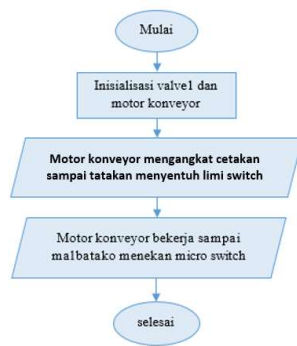 Mulai
Inisialisasi valve1 dan
motor konveyor
Motor konveyor mengangkat cetakan
sampai tatakan menyentuh limi switch
Motor konveyor bekerja sampai
malbatako menekan micro switch
selesai